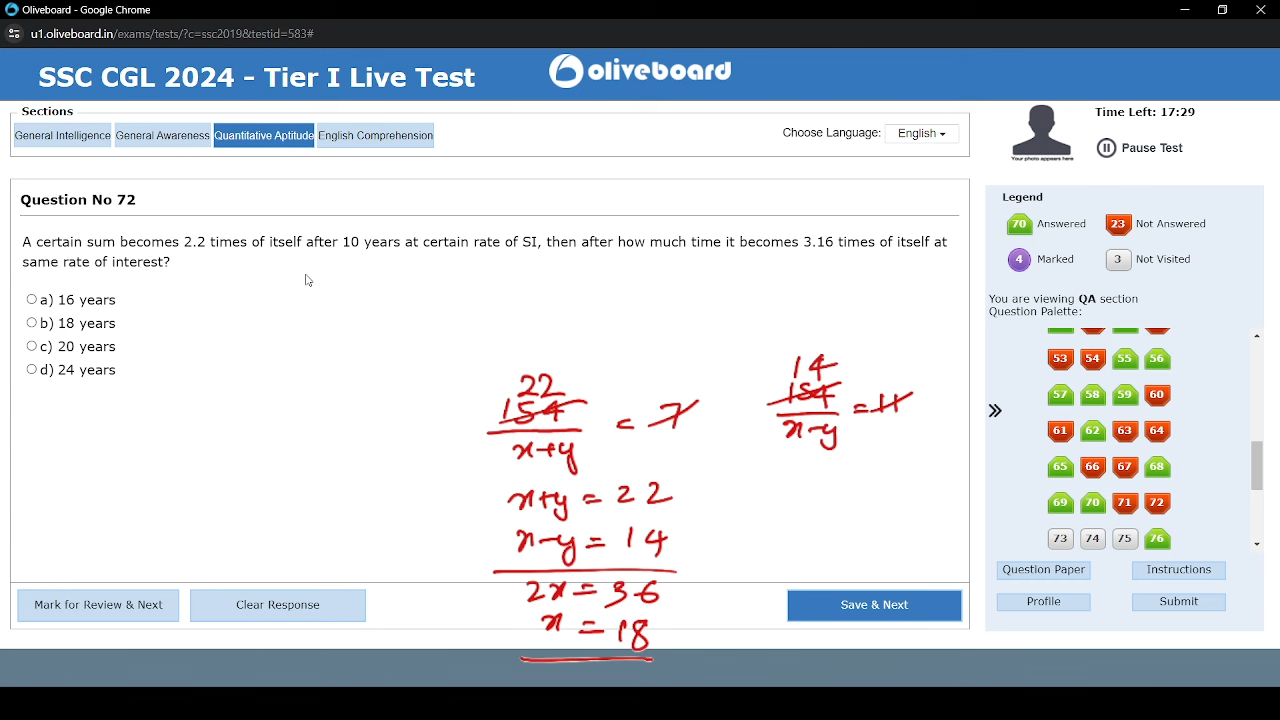 Oliveboard - Google Chrome
u1.oliveboard.in/exams/tests/?c=ssc2019&testid=583#
SSC CGL 2024 - Tier I Live Test
oliveboard
Sections
General Intelligence General Awareness Quantitative Aptitude English Comprehension
Choose Language: English
Your photo appears here
Time Left: 17:29
Pause Test
Question No 72
A certain sum becomes 2.2 times of itself after 10 years at certain rate of SI, then after how much time it becomes 3.16 times of itself at
same rate of interest?
a) 16 years
b) 18 years
c) 20 years
d) 24 years
22
154
x+y
= 7
14
154
x-y
= 11
x+y = 22
x-y = 14
2x = 36
x = 18
Mark for Review & Next
Clear Response
Save & Next
Legend
70 Answered
23 Not Answered
4 Marked
3 Not Visited
You are viewing QA section
Question Palette:
53 54 55 56
57 58 59 60
61 62 63 64
65 66 67 68
69 70 71 72
73 74 75 76
Question Paper
Instructions
Profile
Submit